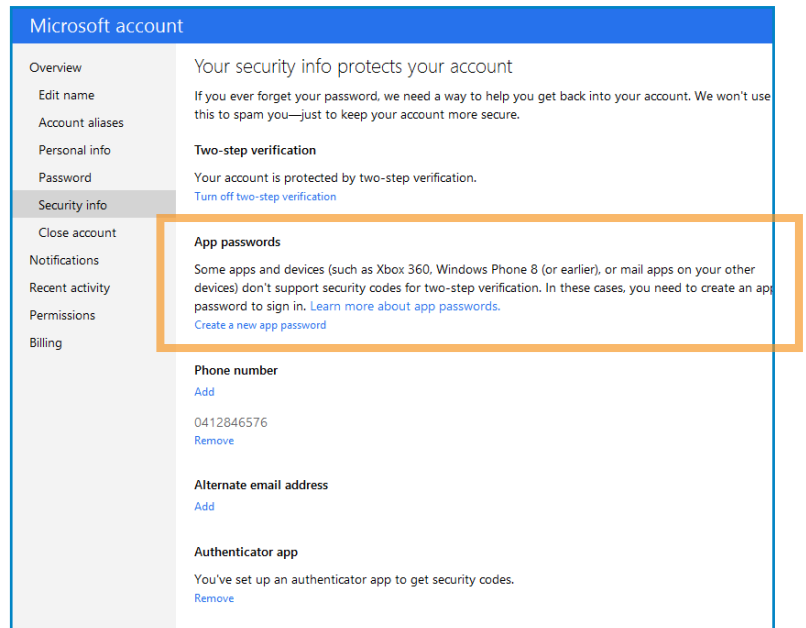 Microsoft account
Overview
Edit name
Account aliases
Personal info
Password
Security info
Close account
Notifications
Recent activity
Permissions
Billing
Your security info protects your account
If you ever forget your password, we need a way to help you get back into your account. We won't use
this to spam you—just to keep your account more secure.
Two-step verification
Your account is protected by two-step verification.
Turn off two-step verification
App passwords
Some apps and devices (such as Xbox 360, Windows Phone 8 (or earlier), or mail apps on your other
devices) don't support security codes for two-step verification. In these cases, you need to create an app
password to sign in. Learn more about app passwords.
Create a new app password
Phone number
Add
0412846576
Remove
Alternate email address
Add
Authenticator app
You've set up an authenticator app to get security codes.
Remove